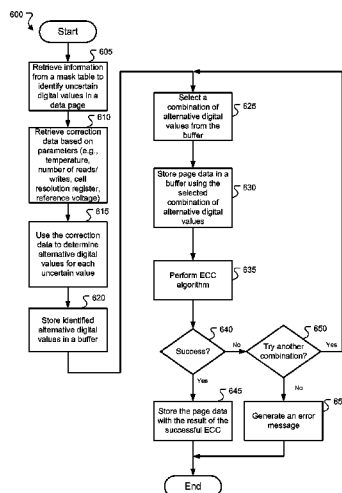 600
Start
605
Retrieve information
from a mask table to
identify uncertain
digital values in a
data page
610
Retrieve correction
data based on
parameters (e.g.,
temperature,
number of reads/
writes, cell
resolution register,
reference voltage)
615
Use the correction
data to determine
alternative digital
values for each
uncertain value
620
Store identified
alternative digital
values in a buffer
625
Select a
combination of
alternative digital
values from the
buffer
630
Store page data in
a buffer using the
selected
combination of
alternative digital
values
635
Perform ECC
algorithm
640
Success?
No
Yes
650
Try another
combination?
Yes
No
645
Store the page data
with the result of the
successful ECC
65
Generate an error
message
End